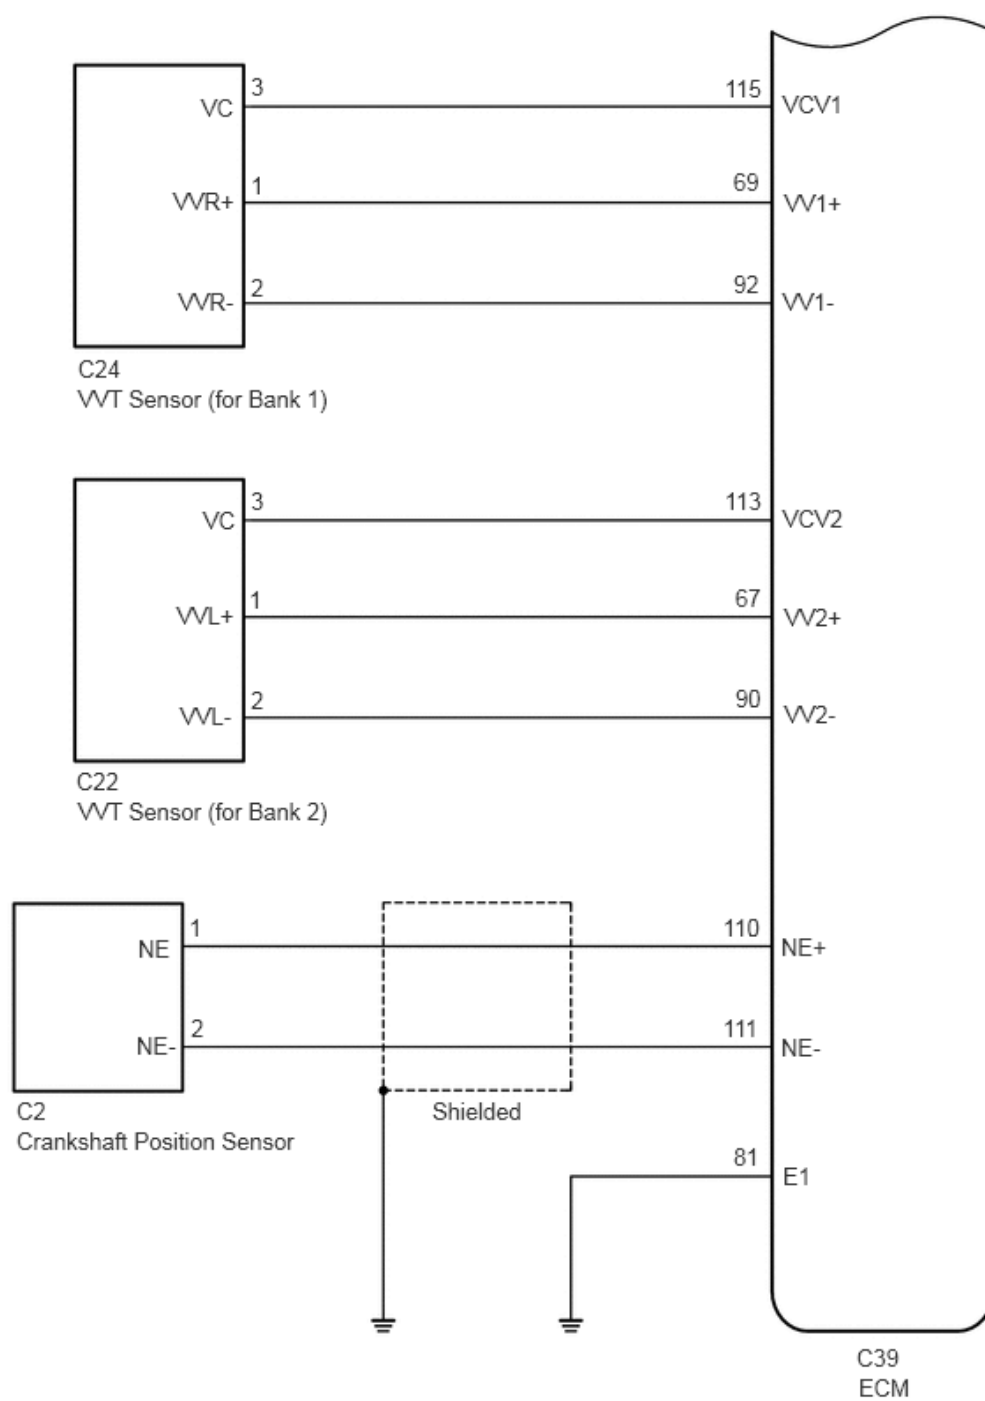 3
115
VC
VCV1
1
69
VVR+
VV1+
2
92
VVR-
VV1-
C24
VVT Sensor (for Bank 1)
3
113
VC
VCV2
1
67
VVL+
VV2+
2
90
VVL-
VV2-
C22
VVT Sensor (for Bank 2)
1
110
NE
NE+
2
111
NE-
NE-
C2
Shielded
Crankshaft Position Sensor
81
E1
C39
ECM